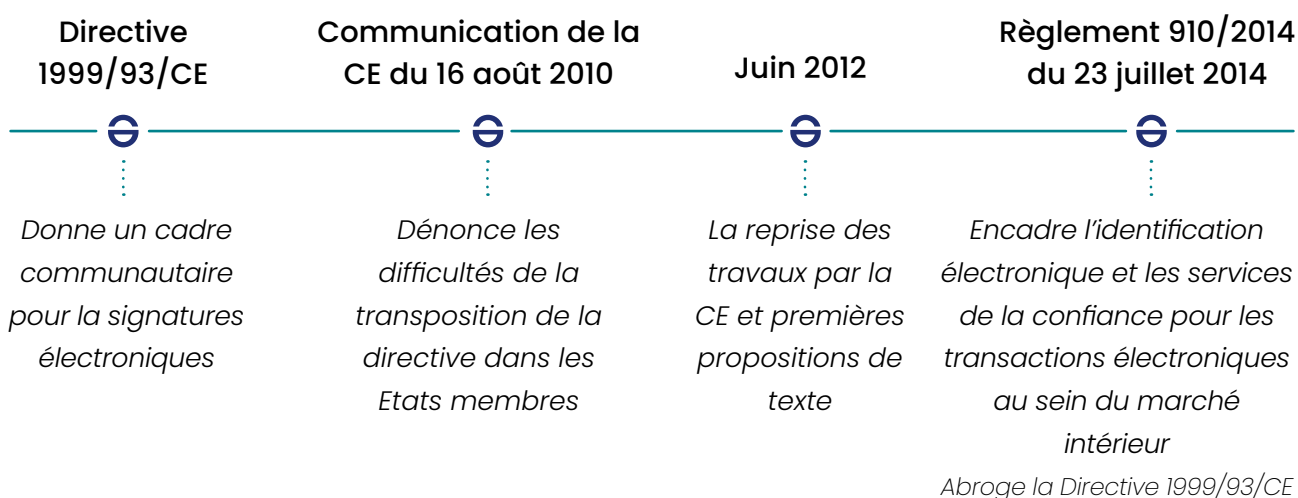 Directive
1999/93/CE
Communication de la
CE du 16 août 2010
Juin 2012
Règlement 910/2014
du 23 juillet 2014
Donne un cadre
communautaire
pour la signatures
électroniques
Dénonce les
difficultés de la
transposition de la
directive dans les
Etats membres
La reprise des
travaux par la
CE et premières
propositions de
texte
Encadre l’identification
électronique et les services
de la confiance pour les
transactions électroniques
au sein du marché
intérieur
Abroge la Directive 1999/93/CE